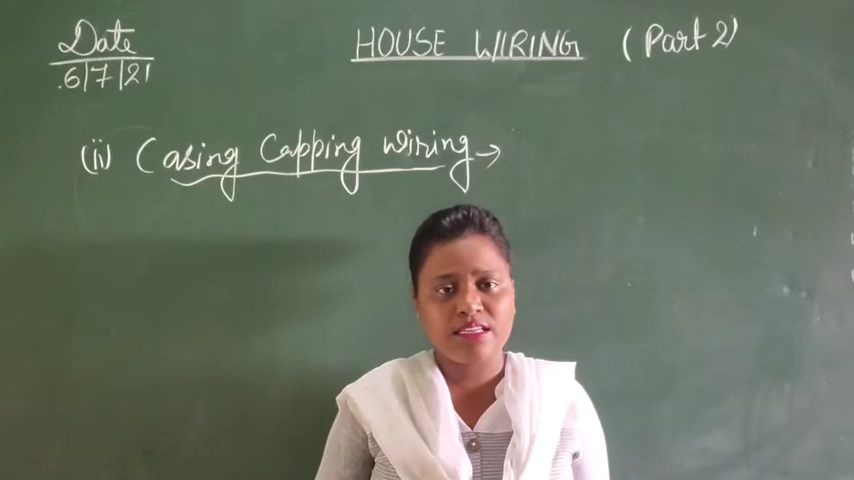 Date
6/7/21
HOUSE WIRING (Part 2)
(ii) Casing Capping Wiring →